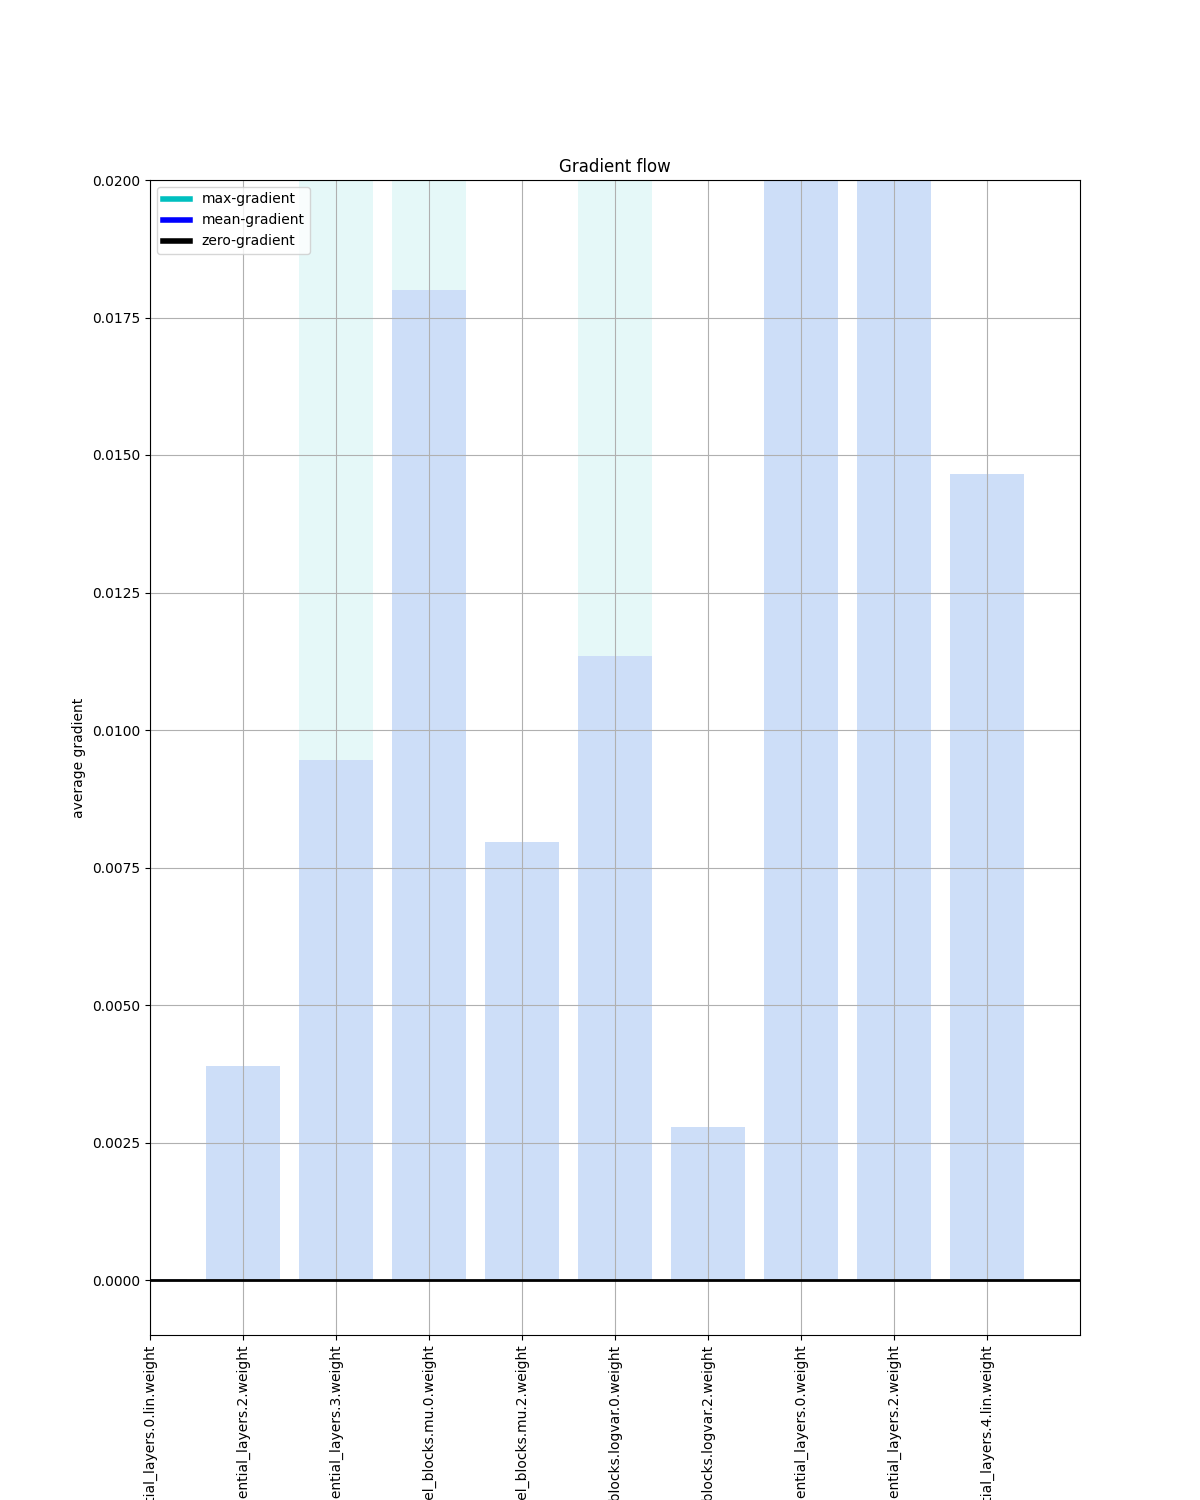 Gradient flow
max-gradient
mean-gradient
zero-gradient
0.0200
0.0175
0.0150
0.0125
0.0100
0.0075
0.0050
0.0025
0.0000
average gradient
tial_layers.0.lin.weight
ential_layers.2.weight
ential_layers.3.weight
el_blocks.mu.0.weight
el_blocks.mu.2.weight
blocks.logvar.0.weight
blocks.logvar.2.weight
ential_layers.0.weight
ential_layers.2.weight
tial_layers.4.lin.weight